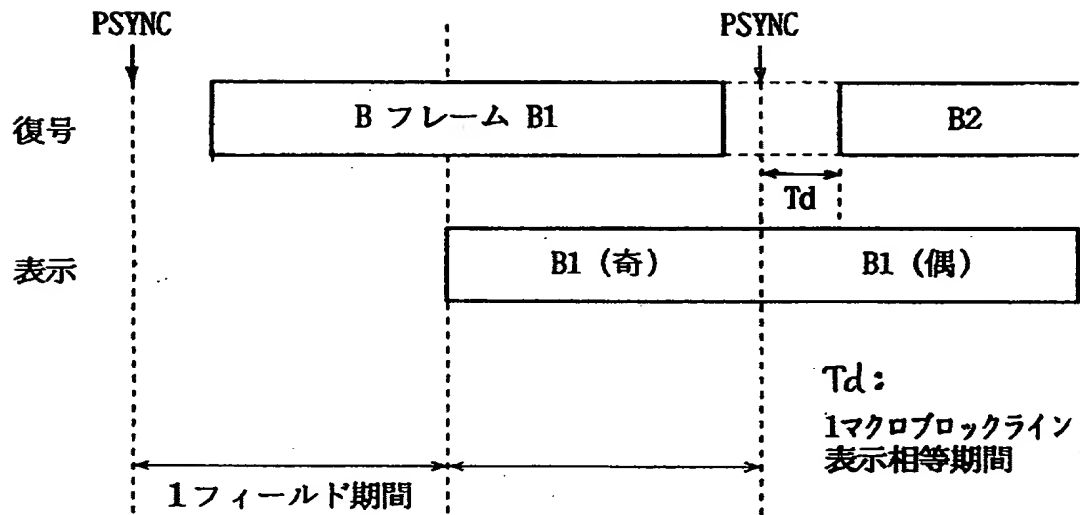 PSYNC
PSYNC
復号
B フレーム B1
B2
Td
表示
B1 (奇)
B1 (偶)
Td:
1マクロブロックライン
表示相等期間
1フィールド期間